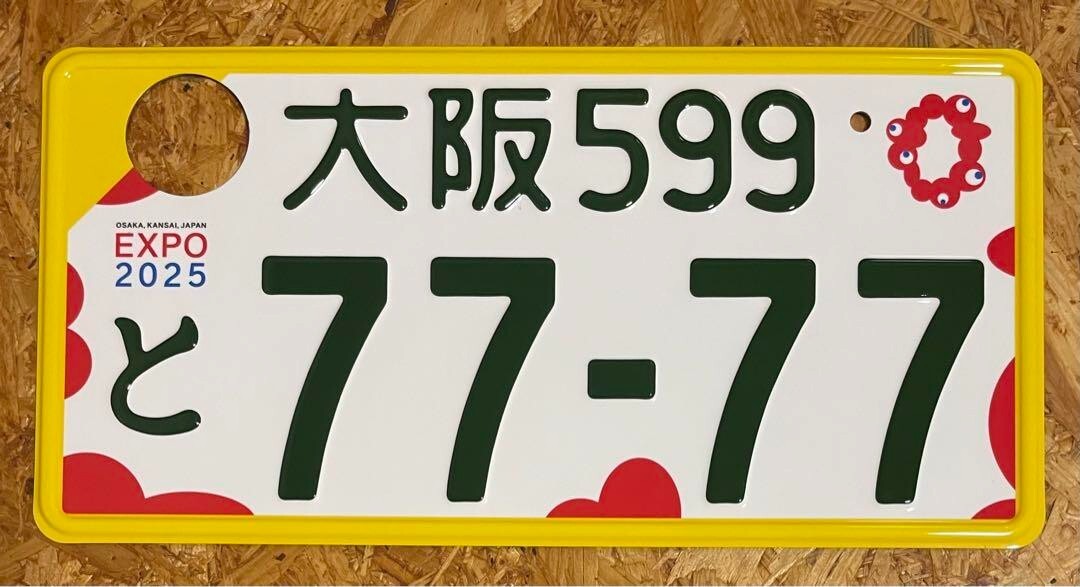 大阪599
OSAKA, KANSAI, JAPAN
EXPO
2025
と 77-77